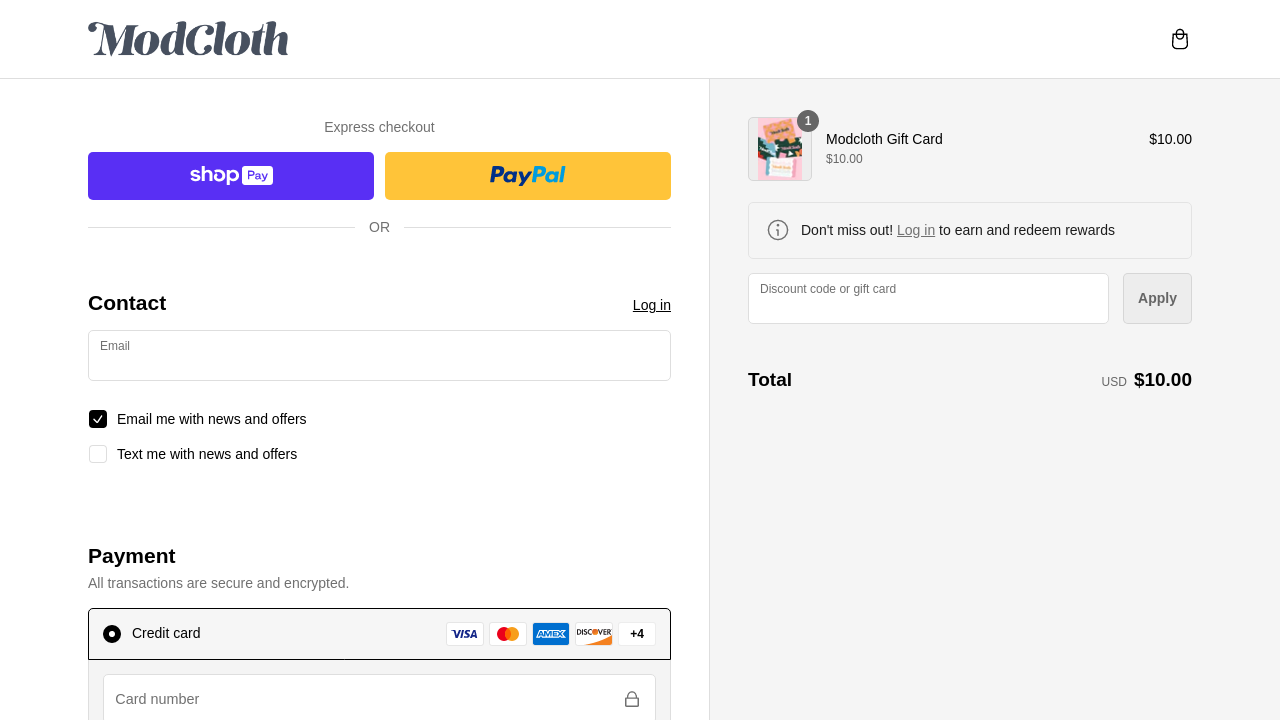 ModCloth
Express checkout
shop Pay
PayPal
OR
Contact
Log in
Email
Email me with news and offers
Text me with news and offers
Payment
All transactions are secure and encrypted.
Credit card
VISA
AMEX
DISCOVER
+4
Card number
1
Modcloth Gift Card
$10.00
$10.00
Don't miss out! Log in to earn and redeem rewards
Discount code or gift card
Apply
Total
USD $10.00